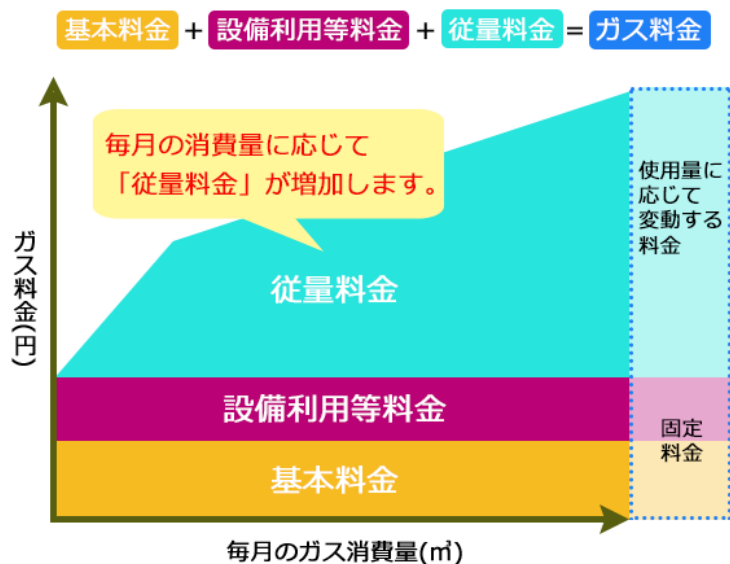 基本料金 + 設備利用等料金 + 従量料金 = ガス料金
毎月の消費量に応じて
「従量料金」が増加します。
使用量に
応じて
変動する
料金
従量料金
設備利用等料金
固定
料金
基本料金
ガス料金(円)
毎月のガス消費量(㎥)